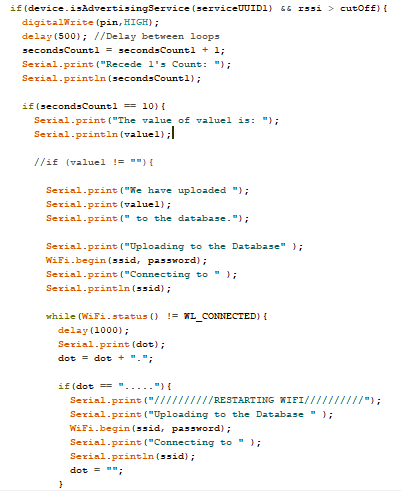 if(device.isAdvertisingService(serviceUUID1) && rssi > cutOff){
digitalWrite(pin,HIGH);
delay(500); //Delay between loops
secondsCount1 = secondsCount1 + 1;
Serial.print("Recede 1's Count: ");
Serial.println(secondsCount1);
if(secondsCount1 == 10){
Serial.print("The value of value1 is: ");
Serial.println(value1);
//if (value1 != ""){
Serial.print("We have uploaded ");
Serial.print(value1);
Serial.print(" to the database.");
Serial.print("Uploading to the Database" );
WiFi.begin(ssid, password);
Serial.print("Connecting to " );
Serial.println(ssid);
while(WiFi.status() != WL_CONNECTED){
delay(1000);
Serial.print(dot);
dot = dot + ".";
if(dot == "....."){
Serial.print("//////////RESTARTING WIFI//////////");
Serial.print("Uploading to the Database " );
WiFi.begin(ssid, password);
Serial.print("Connecting to " );
Serial.println(ssid);
dot = "";
}